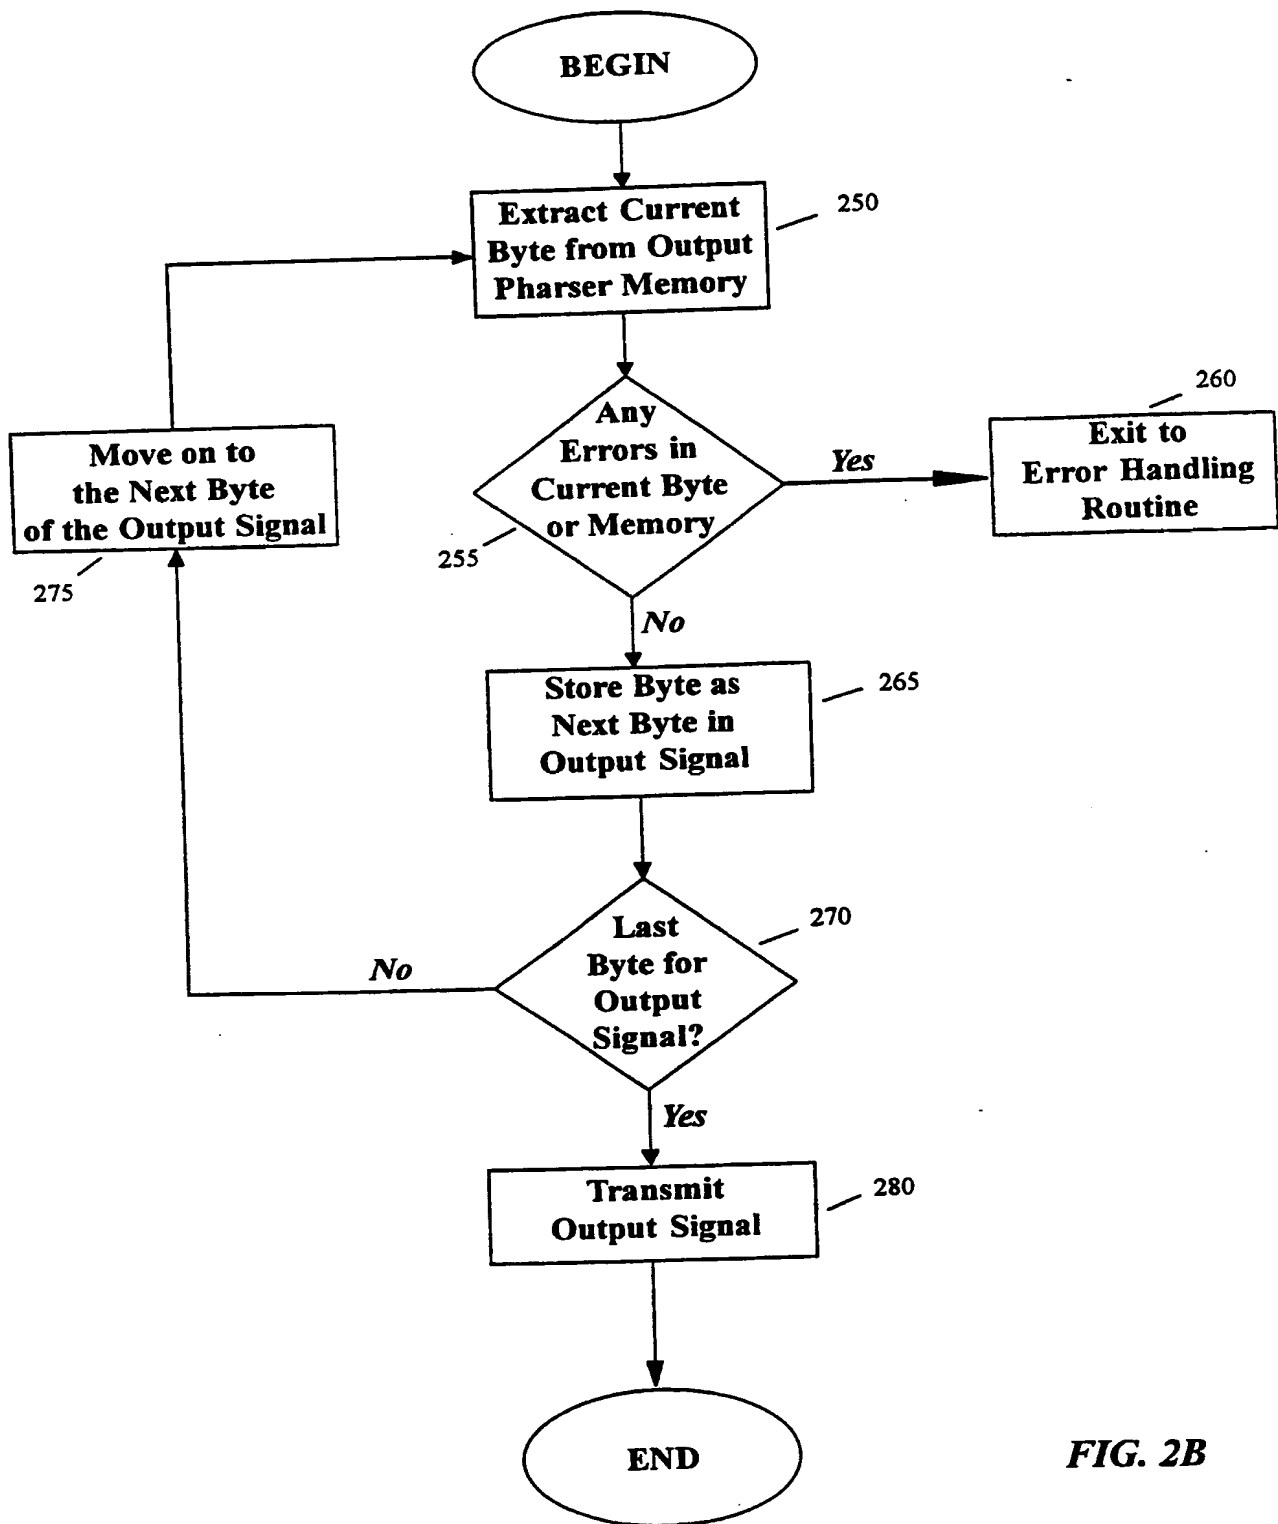 BEGIN
Extract Current
Byte from Output
Pharser Memory
250
Any
Errors in
Current Byte
or Memory
255
Yes
Exit to
Error Handling
Routine
260
Move on to
the Next Byte
of the Output Signal
275
No
Store Byte as
Next Byte in
Output Signal
265
Last
Byte for
Output
Signal?
270
No
Yes
Transmit
Output Signal
280
END
FIG. 2B